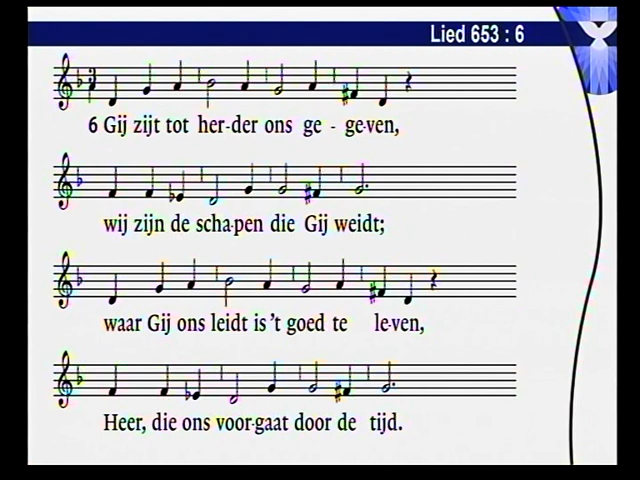 Lied 653 : 6
6 Gij zijt tot her-der ons ge - ge-ven,
wij zijn de scha-pen die Gij weidt;
waar Gij ons leidt is 't goed te le-ven,
Heer, die ons voor-gaat door de tijd.